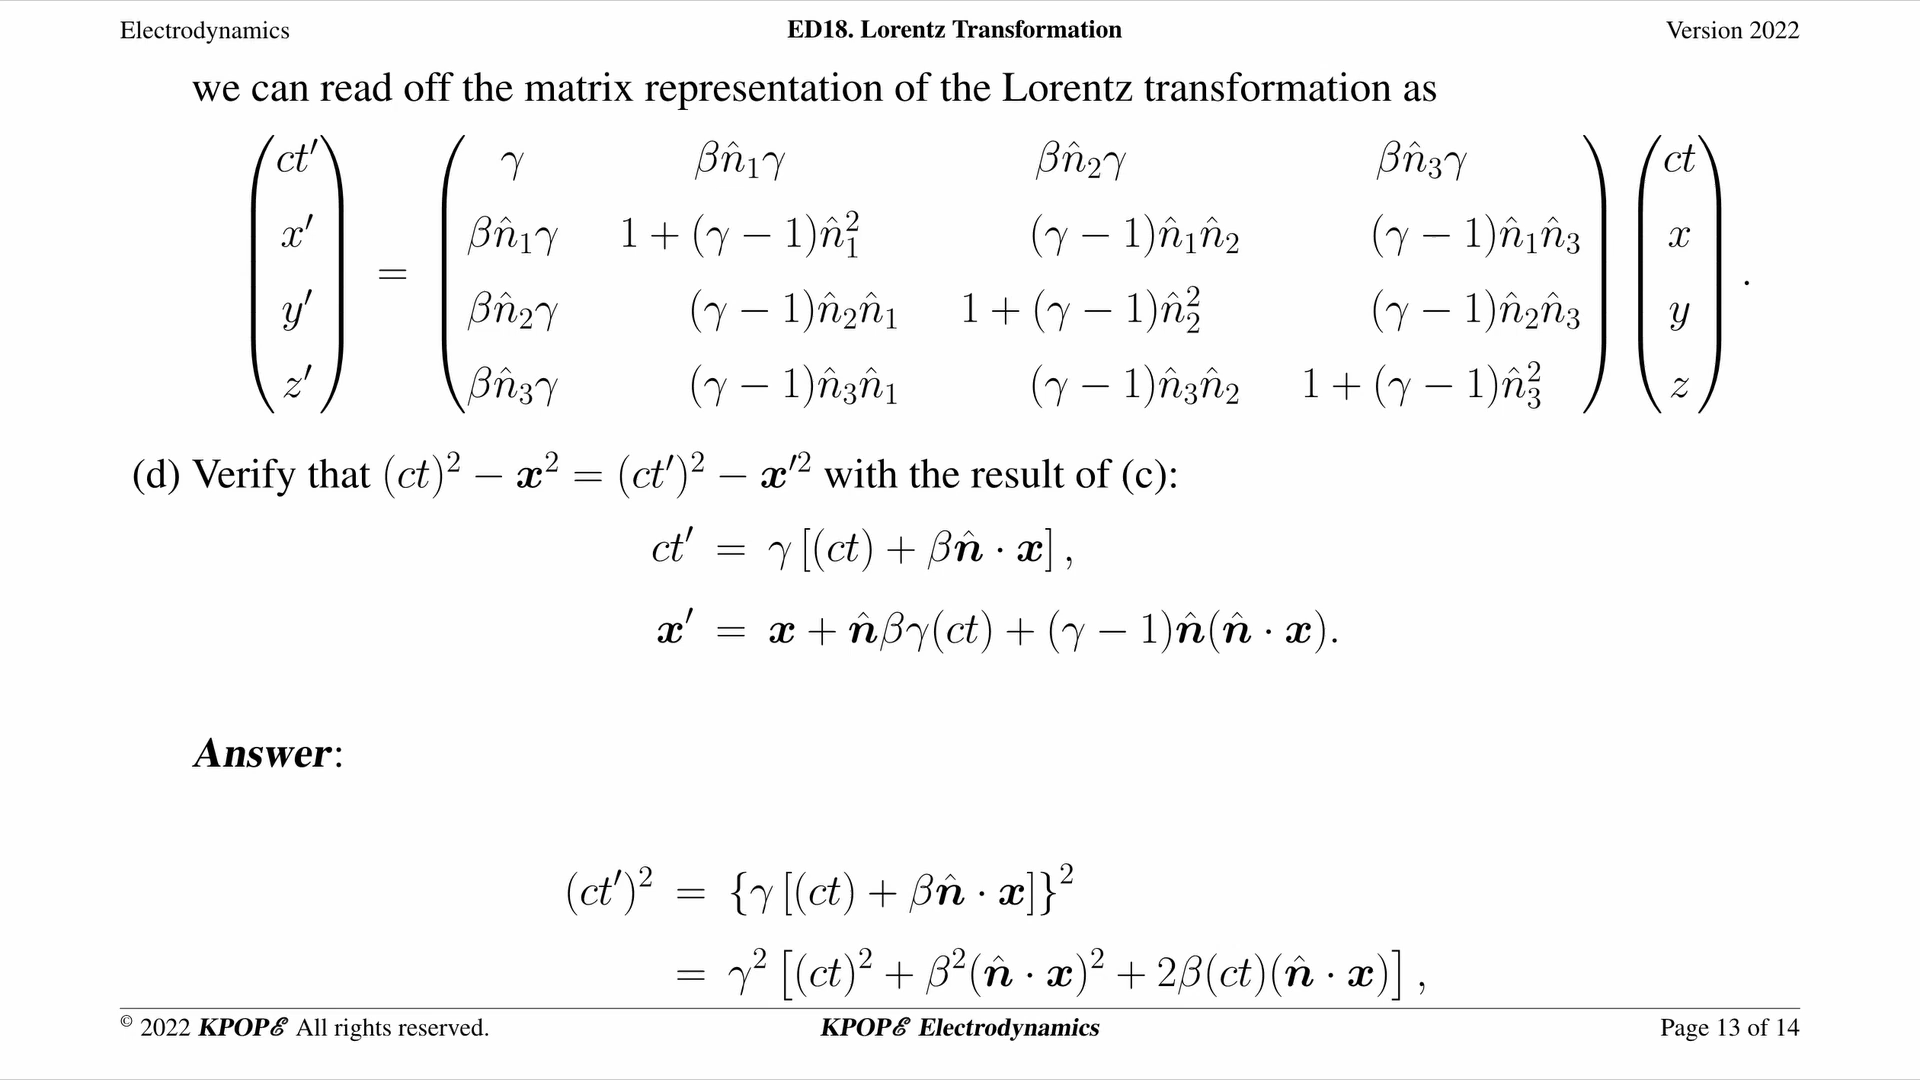 Electrodynamics ED18. Lorentz Transformation Version 2022
we can read off the matrix representation of the Lorentz transformation as
(ct′) = (γ βn̂₁γ βn̂₂γ βn̂₃γ) (ct)
(x′) (βn̂₁γ 1 + (γ − 1)n̂₁² (γ − 1)n̂₁n̂₂ (γ − 1)n̂₁n̂₃) (x)
(y′) (βn̂₂γ (γ − 1)n̂₂n̂₁ 1 + (γ − 1)n̂₂² (γ − 1)n̂₂n̂₃) (y)
(z′) (βn̂₃γ (γ − 1)n̂₃n̂₁ (γ − 1)n̂₃n̂₂ 1 + (γ − 1)n̂₃²) (z) .
(d) Verify that (ct)² − x² = (ct′)² − x′² with the result of (c):
ct′ = γ [(ct) + βn̂ · x] ,
x′ = x + n̂βγ(ct) + (γ − 1)n̂(n̂ · x).
Answer:
(ct′)² = {γ [(ct) + βn̂ · x]}²
= γ² [(ct)² + β²(n̂ · x)² + 2β(ct)(n̂ · x)] ,
© 2022 KPOPℰ All rights reserved. KPOPℰ Electrodynamics Page 13 of 14